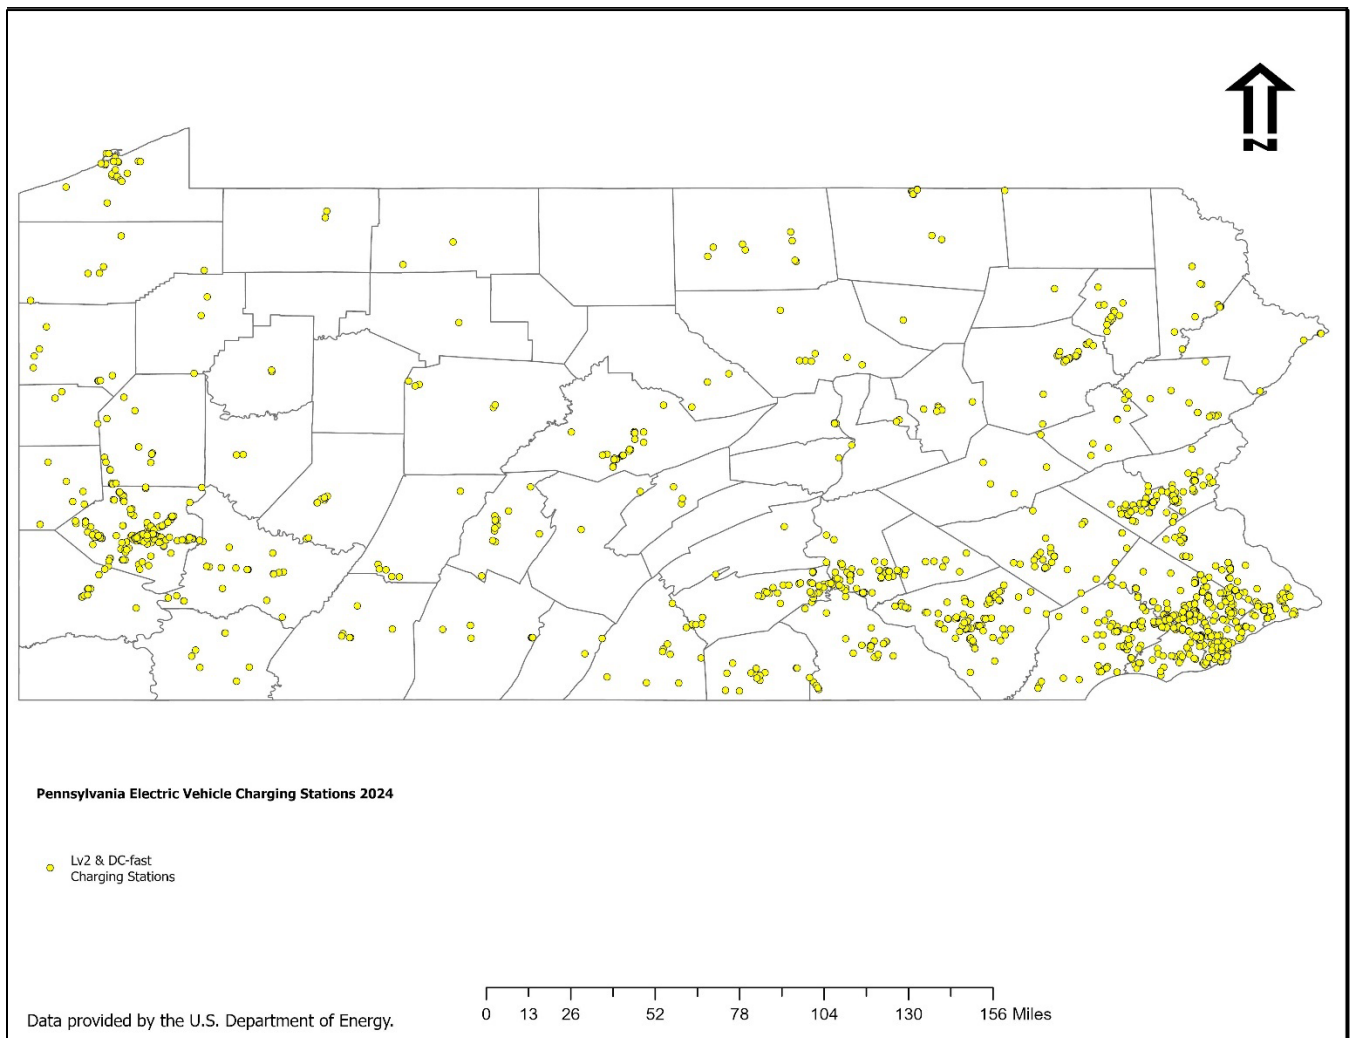 N
Pennsylvania Electric Vehicle Charging Stations 2024
Lv2 & DC-fast
Charging Stations
0 13 26 52 78 104 130 156 Miles
Data provided by the U.S. Department of Energy.